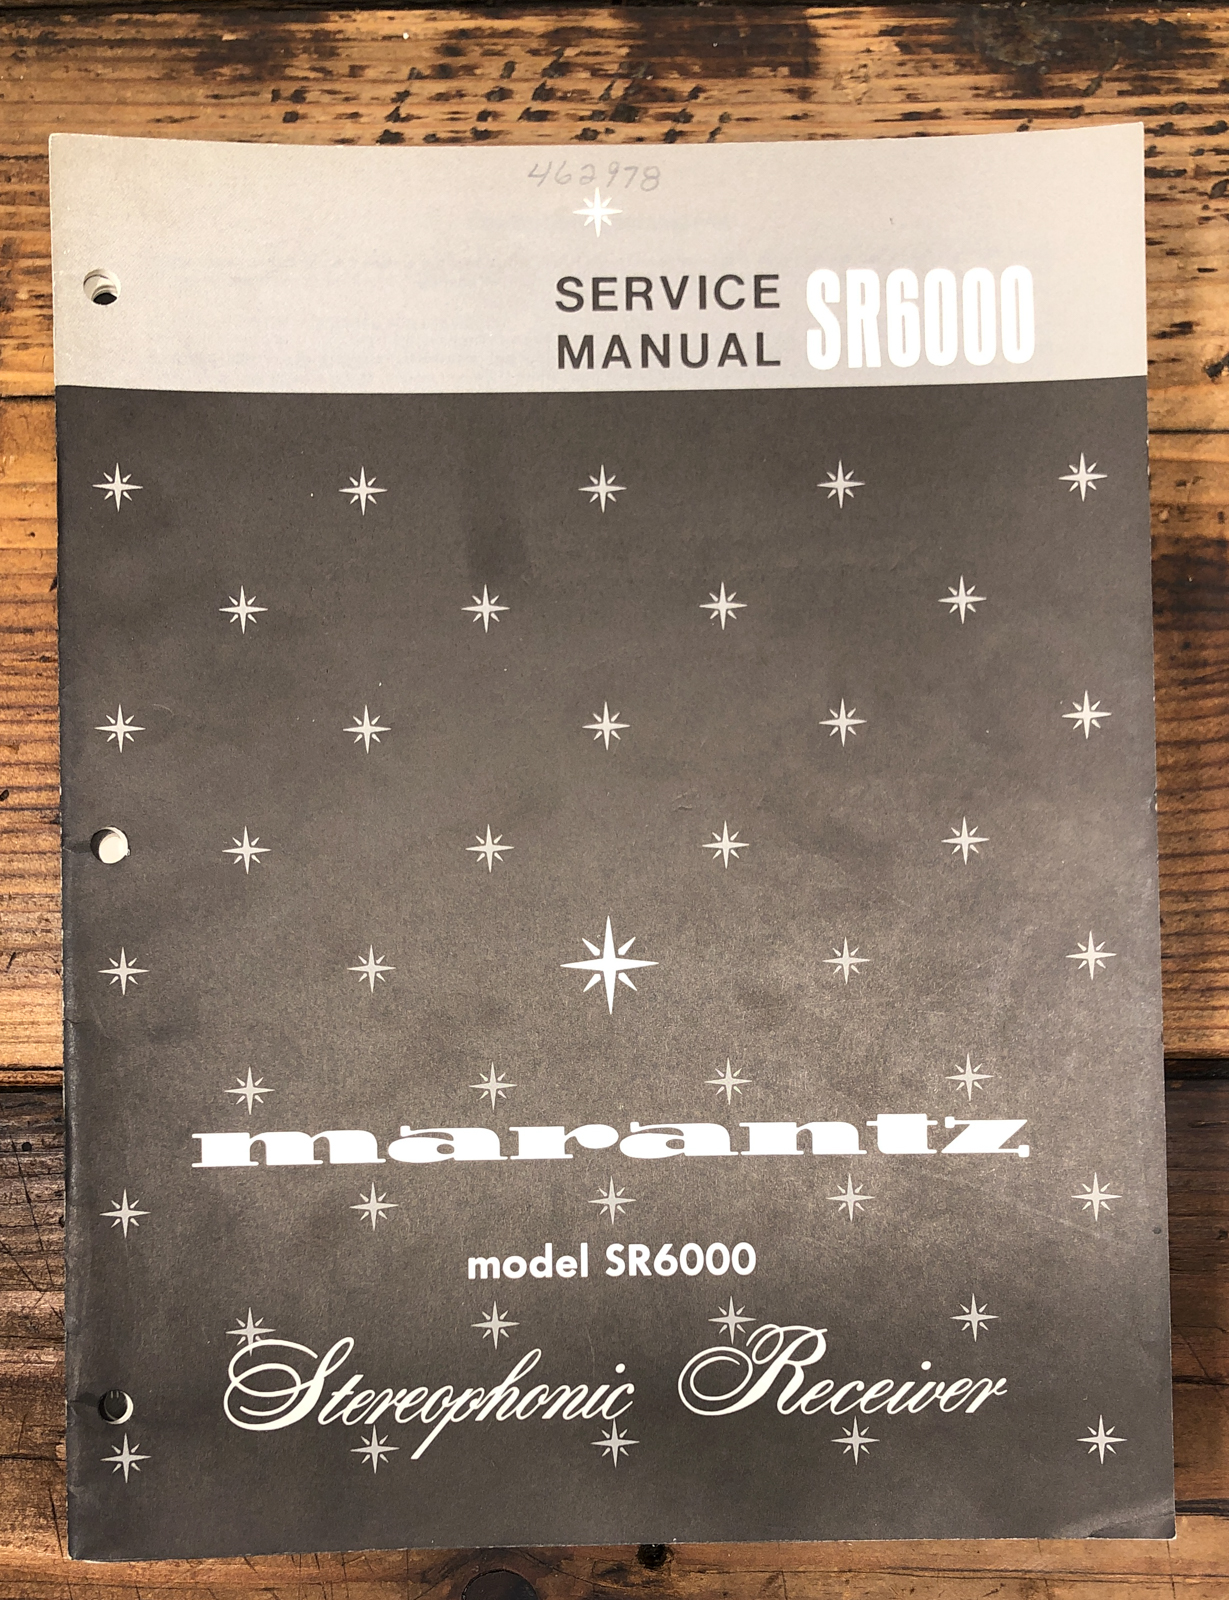 462978
SERVICE
MANUAL SR6000
marantz
model SR6000
Stereophonic Receiver